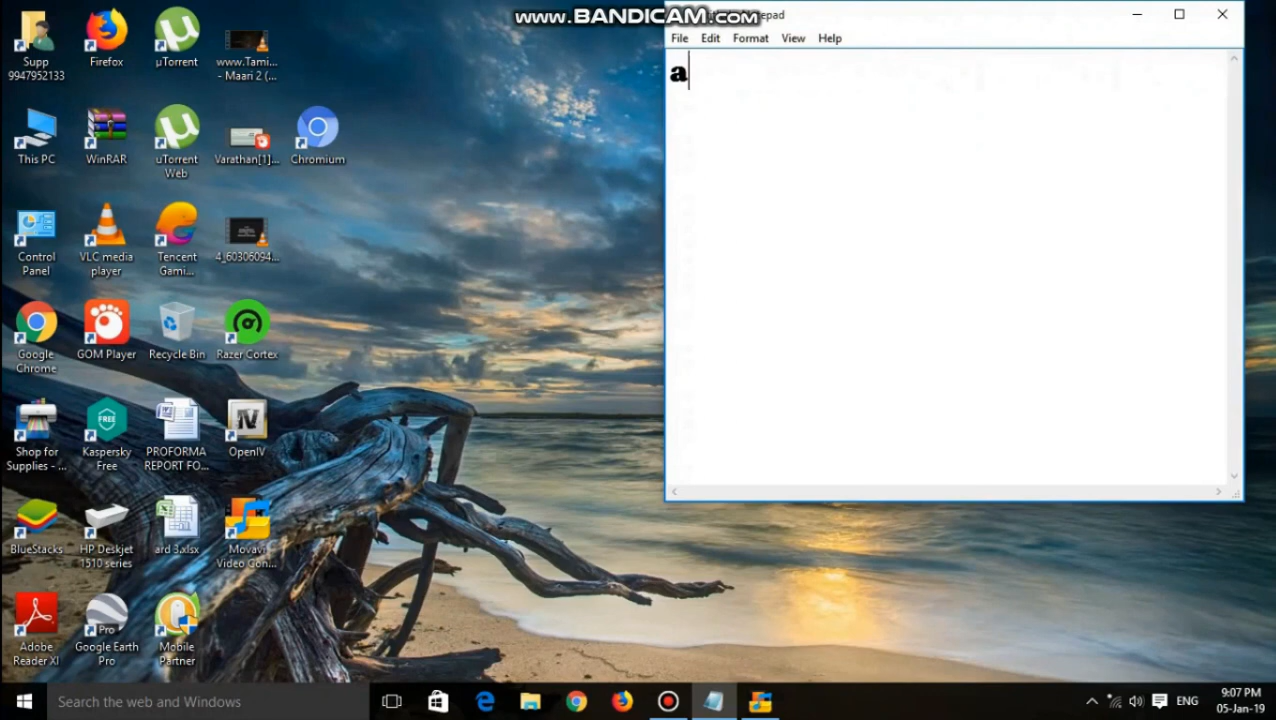 www.BANDICAM.com
Notepad
File Edit Format View Help
a
Supp
9947952133
Firefox
µTorrent
www.Tami...
- Maari 2 (...
This PC
WinRAR
uTorrent
Web
Varathan[1]...
Chromium
Control
Panel
VLC media
player
Tencent
Gami...
4_60306094...
Google
Chrome
GOM Player
Recycle Bin
Razer Cortex
Shop for
Supplies - ...
FREE
Kaspersky
Free
PROFORMA
REPORT FO...
IV
OpenIV
BlueStacks
HP Deskjet
1510 series
ard 3.xlsx
Movavi
Video Con...
Adobe
Reader XI
Pro
Google Earth
Pro
Mobile
Partner
Search the web and Windows
ENG
9:07 PM
05-Jan-19